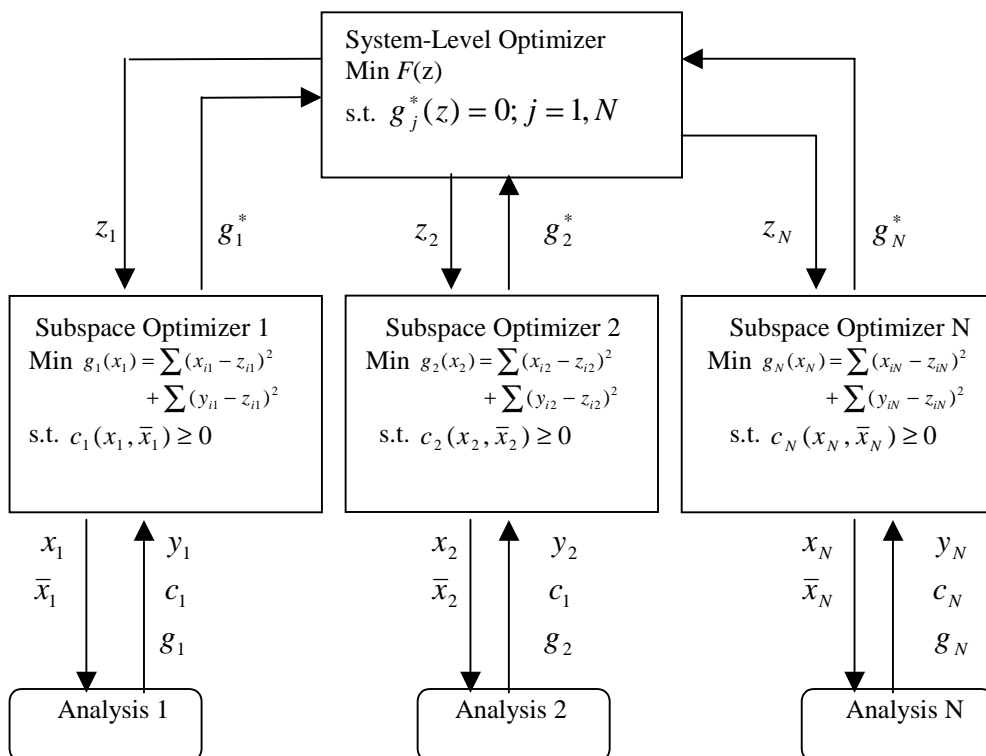 System-Level Optimizer
Min F(z)
s.t. g*_j(z) = 0; j = 1, N
z_1
g*_1
z_2
g*_2
z_N
g*_N
Subspace Optimizer 1
Min g_1(x_1) = ∑(x_i1 − z_i1)^2
+ ∑(y_i1 − z_i1)^2
s.t. c_1(x_1, x̄_1) ≥ 0
Subspace Optimizer 2
Min g_2(x_2) = ∑(x_i2 − z_i2)^2
+ ∑(y_i2 − z_i2)^2
s.t. c_2(x_2, x̄_2) ≥ 0
Subspace Optimizer N
Min g_N(x_N) = ∑(x_iN − z_iN)^2
+ ∑(y_iN − z_iN)^2
s.t. c_N(x_N, x̄_N) ≥ 0
x_1
x̄_1
y_1
c_1
g_1
x_2
x̄_2
y_2
c_1
g_2
x_N
x̄_N
y_N
c_N
g_N
Analysis 1
Analysis 2
Analysis N